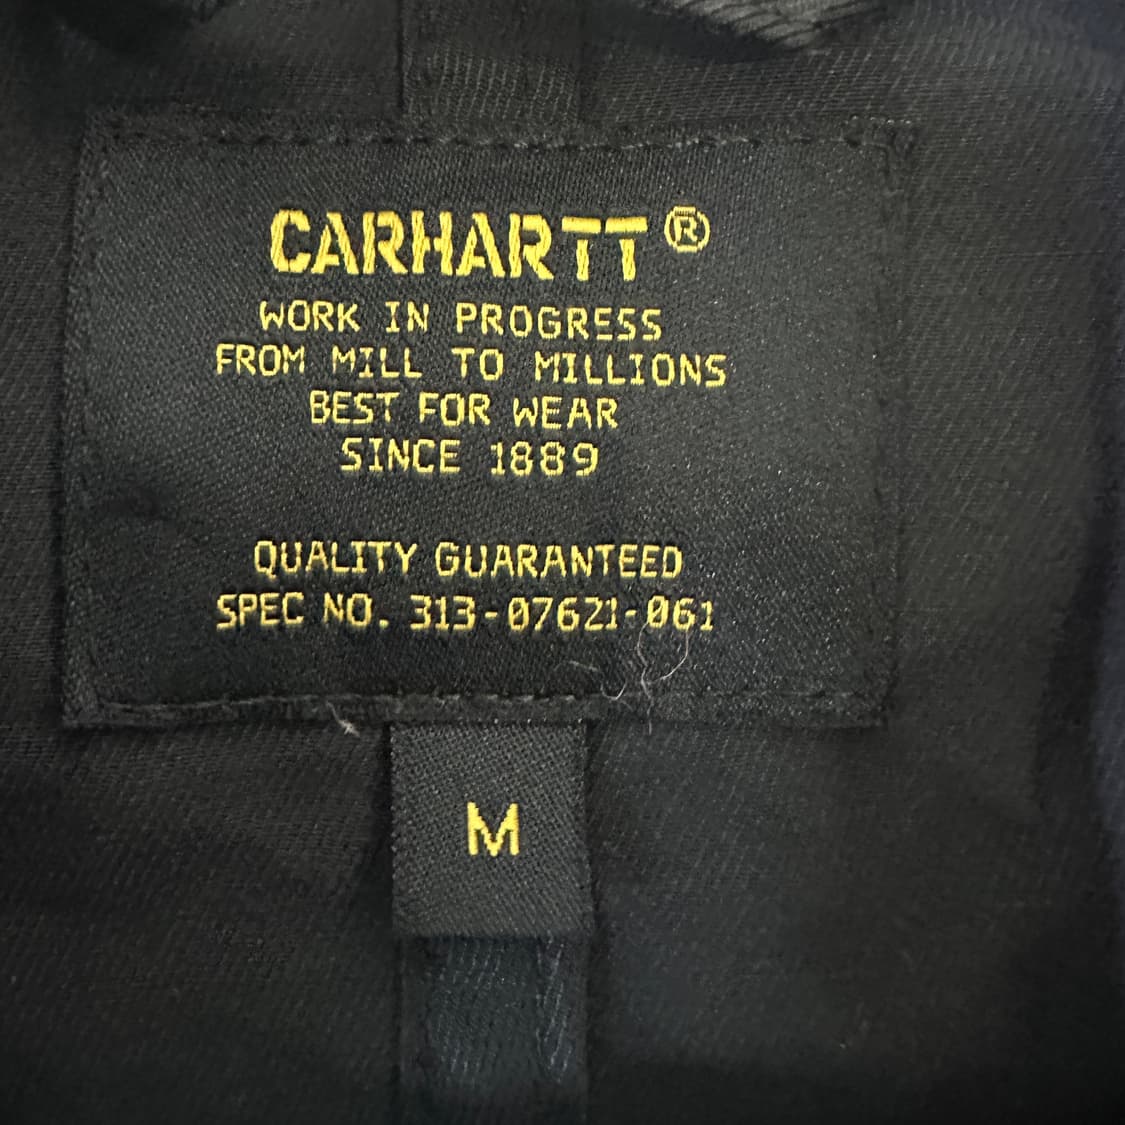 CARHARTT®
WORK IN PROGRESS
FROM MILL TO MILLIONS
BEST FOR WEAR
SINCE 1889
QUALITY GUARANTEED
SPEC NO. 313-07621-061
M